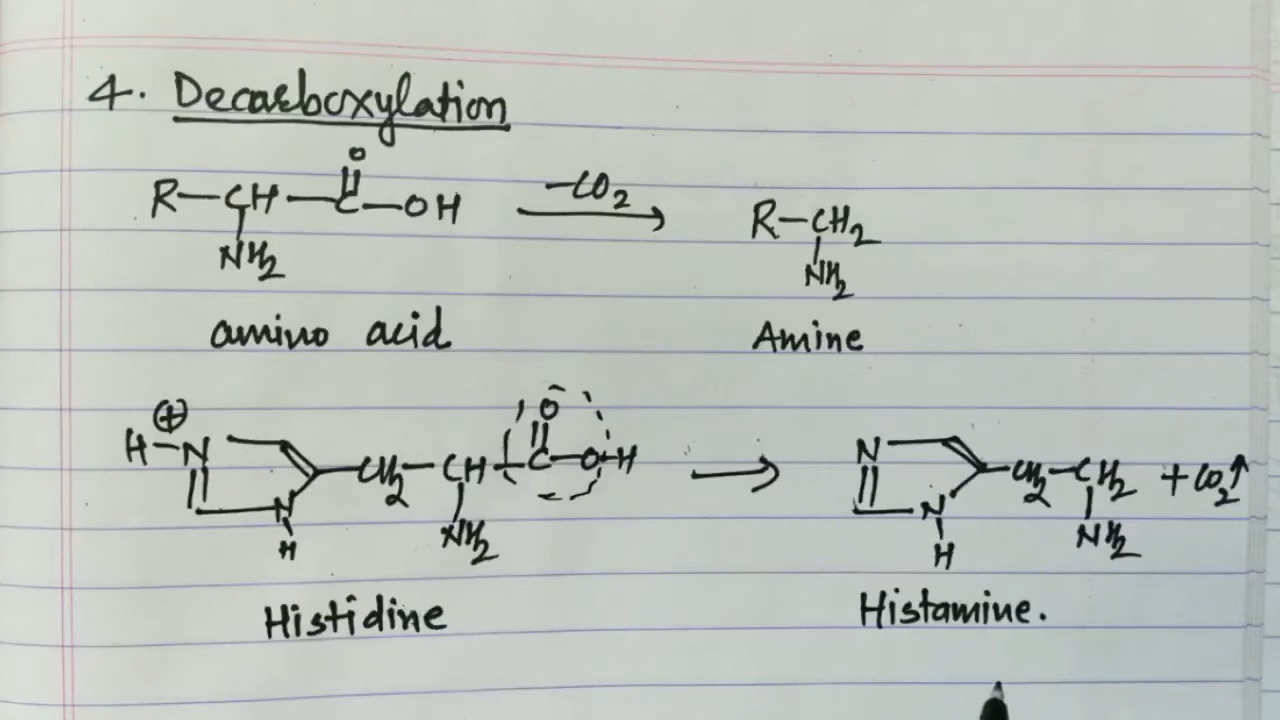 4. Decarboxylation
R—CH—C(=O)—OH —CO₂→ R—CH₂
NH₂ NH₂
amino acid Amine
H—N⊕ N H —CH₂—CH—C(=O)—O—H → N N H —CH₂—CH₂ + CO₂↑
NH₂ NH₂
Histidine Histamine.